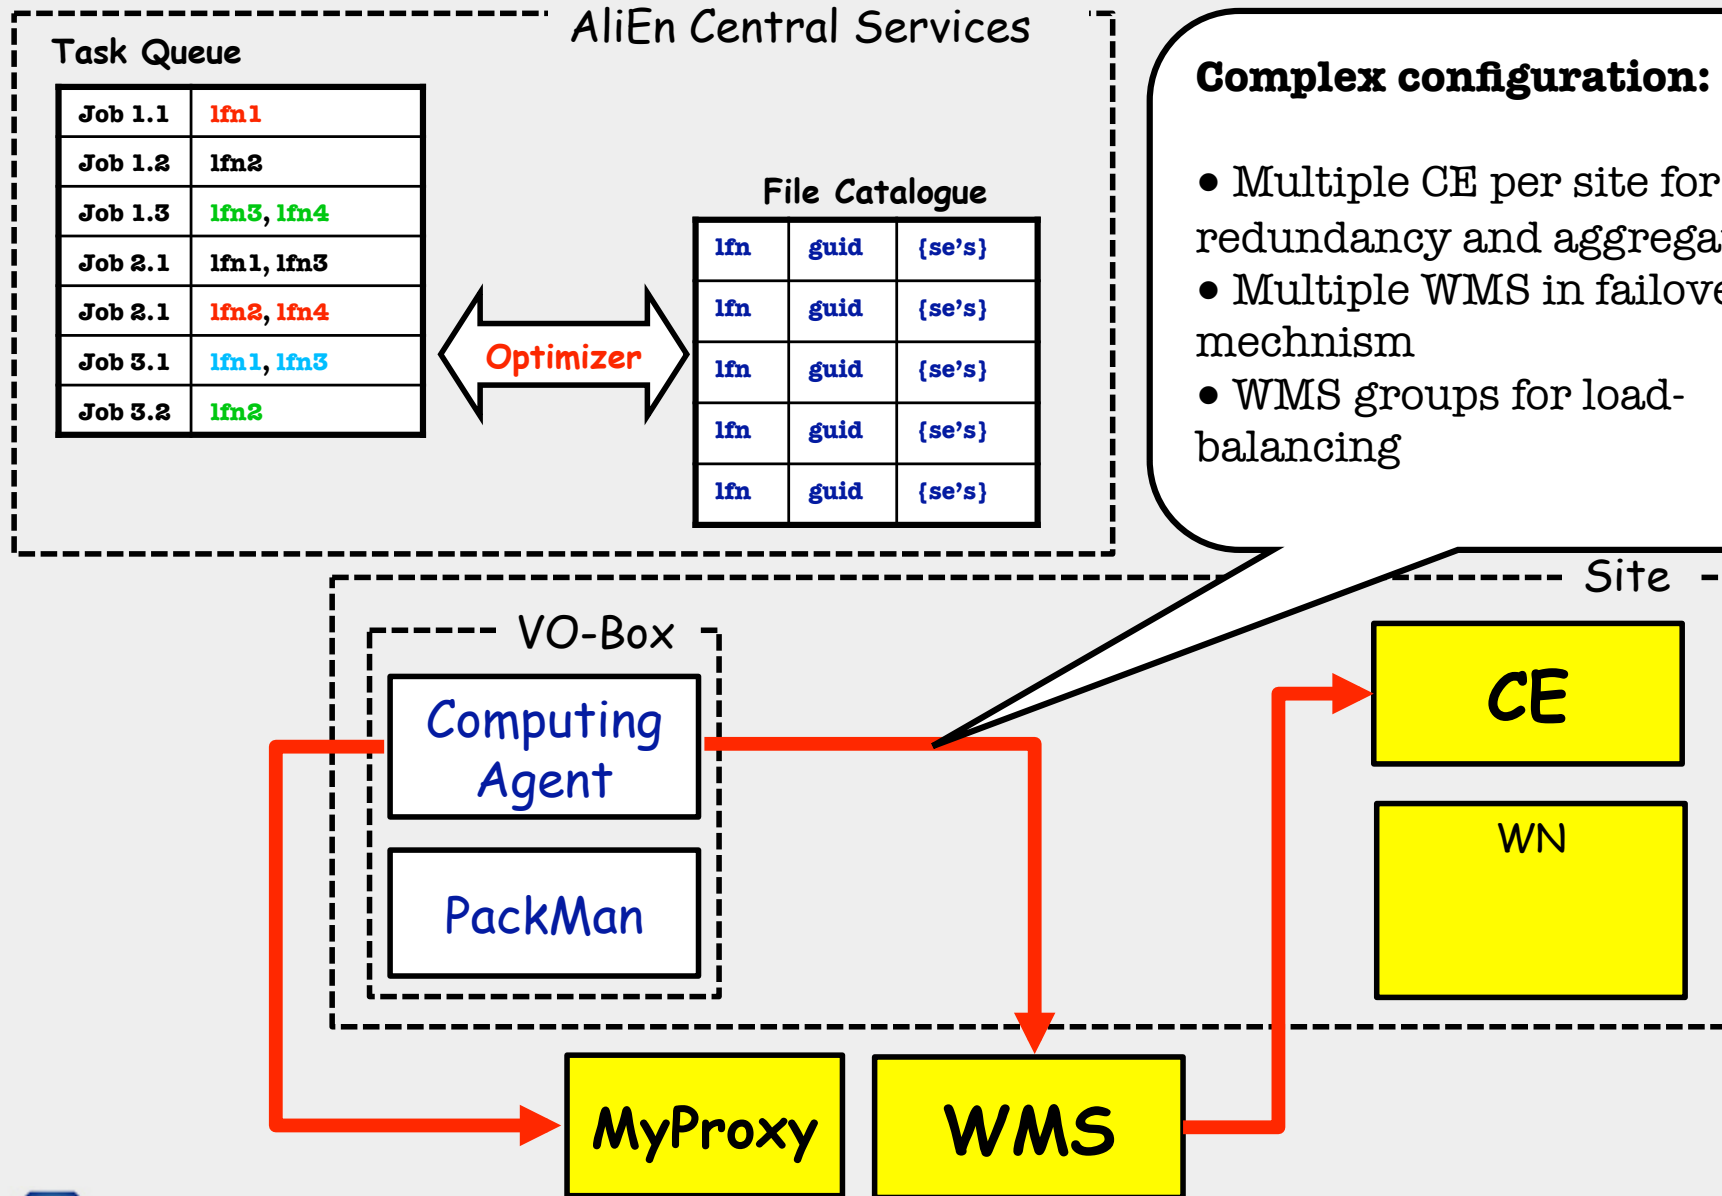 AliEn Central Services
Task Queue
Job 1.1 lfn1
Job 1.2 lfn2
Job 1.3 lfn3, lfn4
Job 2.1 lfn1, lfn3
Job 2.1 lfn2, lfn4
Job 3.1 lfn1, lfn3
Job 3.2 lfn2
Optimizer
File Catalogue
lfn guid {se's}
lfn guid {se's}
lfn guid {se's}
lfn guid {se's}
lfn guid {se's}
Complex configuration:
• Multiple CE per site for
redundancy and
• Multiple WMS in
mechnism
• WMS groups for load-
balancing
Site
VO-Box
Computing
Agent
PackMan
CE
WN
MyProxy
WMS